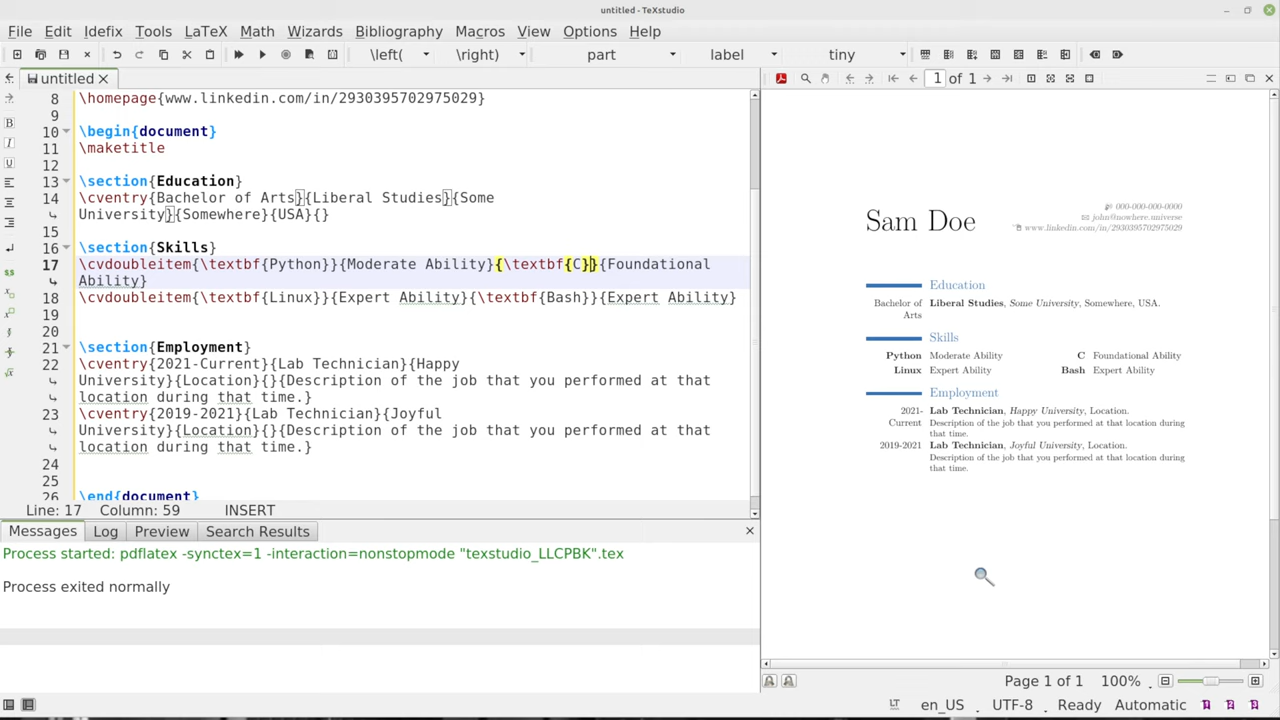 untitled - TeXstudio
File Edit Idefix Tools LaTeX Math Wizards Bibliography Macros View Options Help
\left( \right) part label tiny
untitled
1 of 1
8 \homepage{www.linkedin.com/in/2930395702975029}
9
10 \begin{document}
11 \maketitle
12
13 \section{Education}
14 \cventry{Bachelor of Arts}{Liberal Studies}{Some
University}{Somewhere}{USA}{}
15
16 \section{Skills}
17 \cvdoubleitem{\textbf{Python}}{Moderate Ability}{\textbf{C}}{Foundational
Ability}
18 \cvdoubleitem{\textbf{Linux}}{Expert Ability}{\textbf{Bash}}{Expert Ability}
19
20
21 \section{Employment}
22 \cventry{2021-Current}{Lab Technician}{Happy
University}{Location}{}{Description of the job that you performed at that
location during that time.}
23 \cventry{2019-2021}{Lab Technician}{Joyful
University}{Location}{}{Description of the job that you performed at that
location during that time.}
24
25
26 \end{document}
Line: 17 Column: 59 INSERT
Messages Log Preview Search Results
Process started: pdflatex -synctex=1 -interaction=nonstopmode "texstudio_LLCPBK".tex
Process exited normally
Sam Doe
000-000-000-0000
john@nowhere.universe
www.linkedin.com/in/2930395702975029
Education
Bachelor of Arts Liberal Studies, Some University, Somewhere, USA.
Skills
Python Moderate Ability C Foundational Ability
Linux Expert Ability Bash Expert Ability
Employment
2021-Current Lab Technician, Happy University, Location.
Description of the job that you performed at that location during
that time.
2019-2021 Lab Technician, Joyful University, Location.
Description of the job that you performed at that location during
that time.
Page 1 of 1 100%
LT en_US UTF-8 Ready Automatic